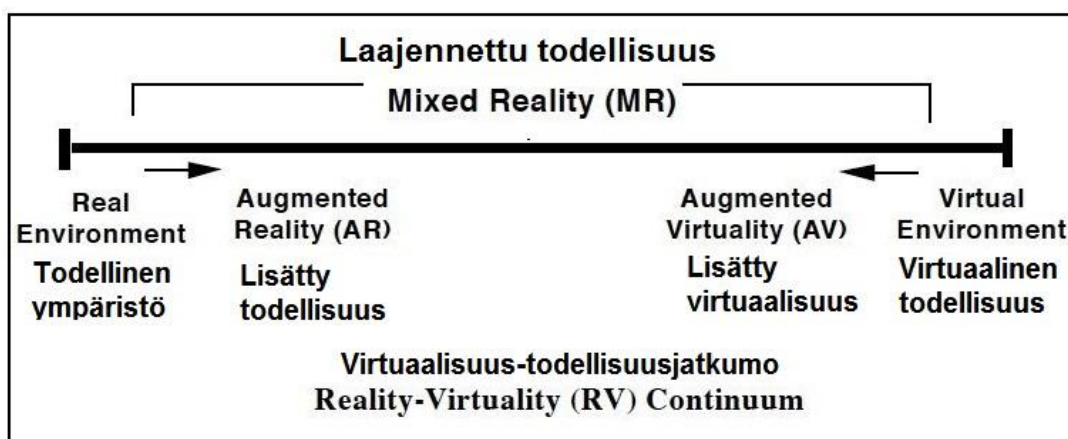 Laajennettu todellisuus
Mixed Reality (MR)
Real
Environment
Todellinen
ympäristö
Augmented
Reality (AR)
Lisätty
todellisuus
Augmented
Virtuality (AV)
Lisätty
virtuaalisuus
Virtual
Environment
Virtuaalinen
todellisuus
Virtuaalisuus-todellisuusjatkumo
Reality-Virtuality (RV) Continuum